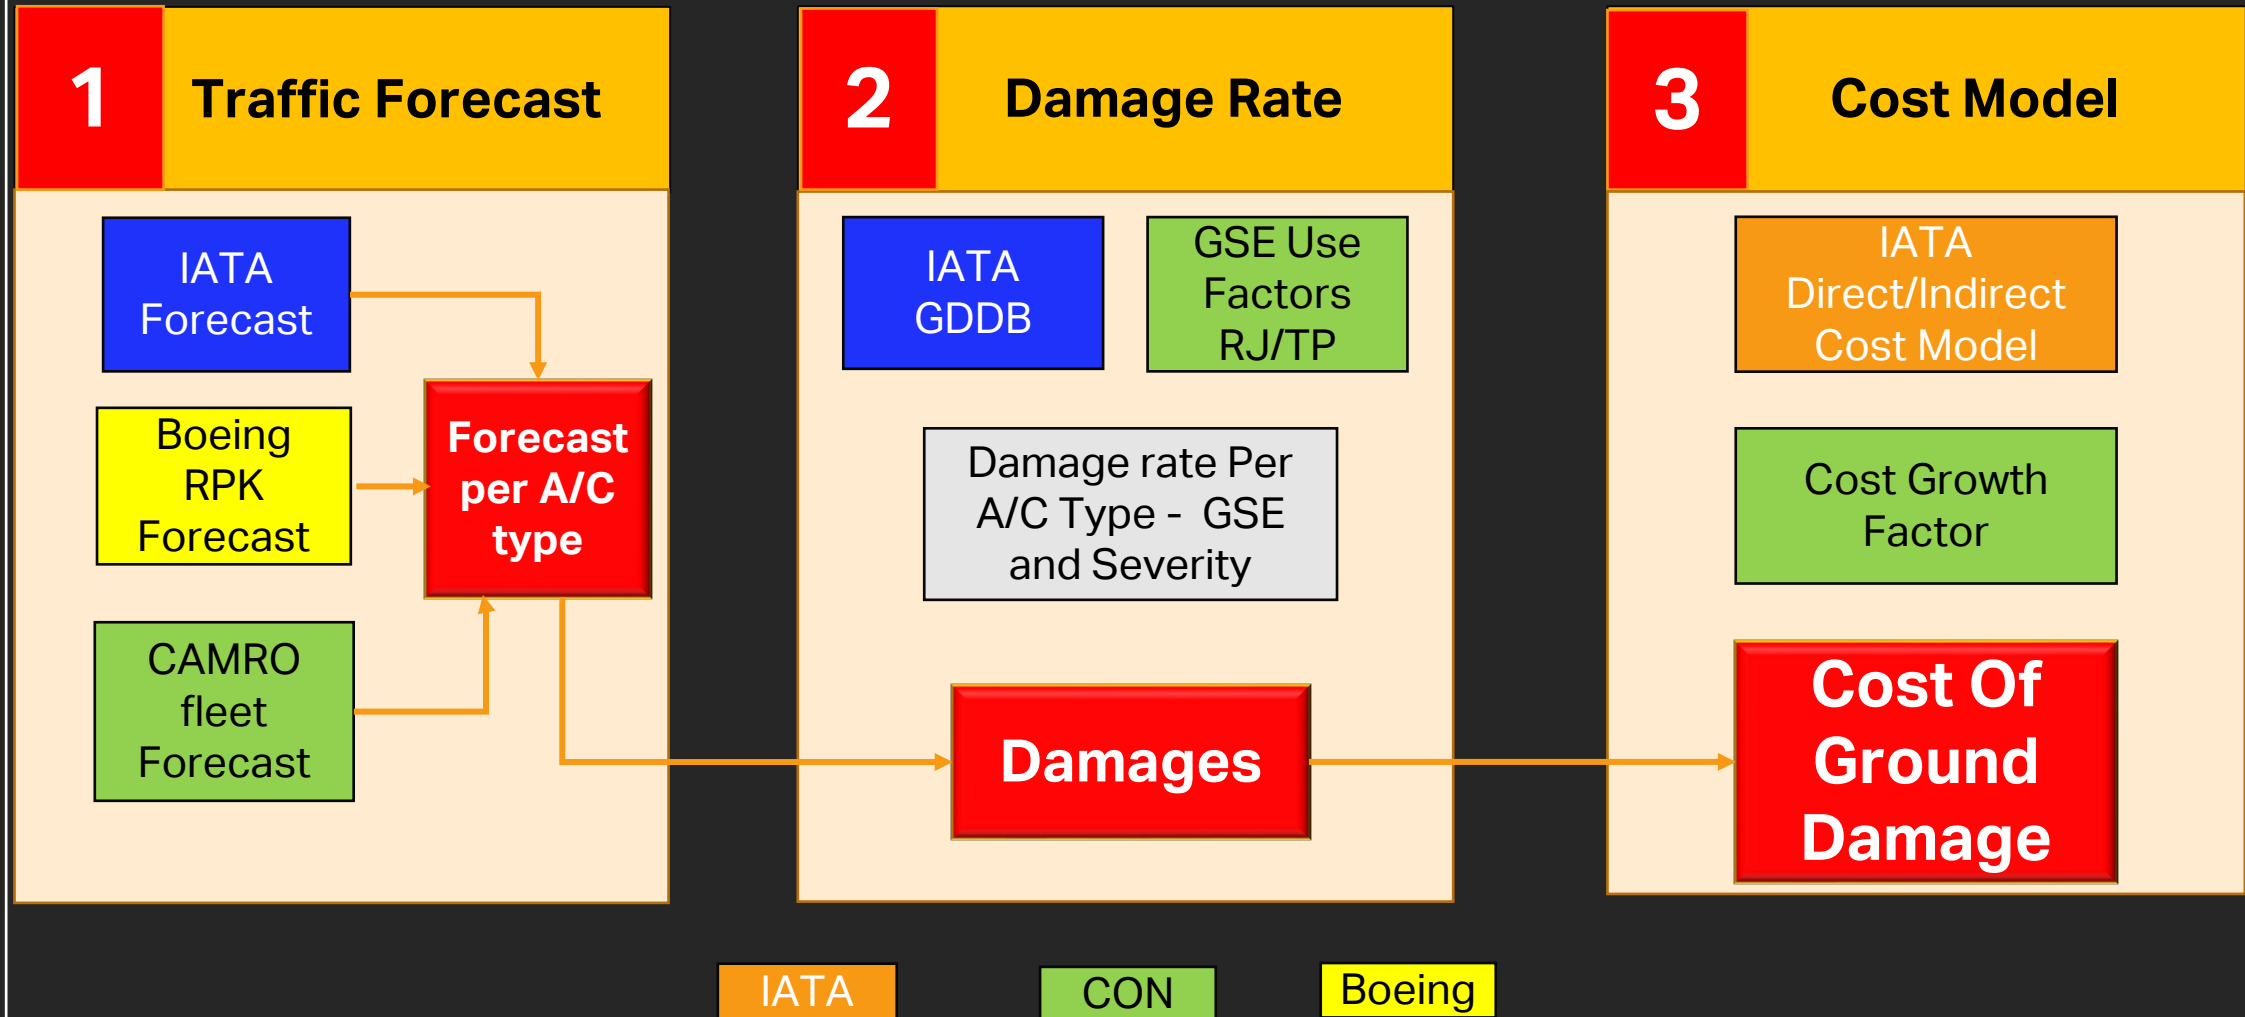 1
Traffic Forecast
IATA
Forecast
Boeing
RPK
Forecast
CAMRO
fleet
Forecast
Forecast
per A/C
type
2
Damage Rate
IATA
GDDB
GSE Use
Factors
RJ/TP
Damage rate Per
A/C Type - GSE
and Severity
Damages
3
Cost Model
IATA
Direct/Indirect
Cost Model
Cost Growth
Factor
Cost Of
Ground
Damage
IATA
CON
Boeing